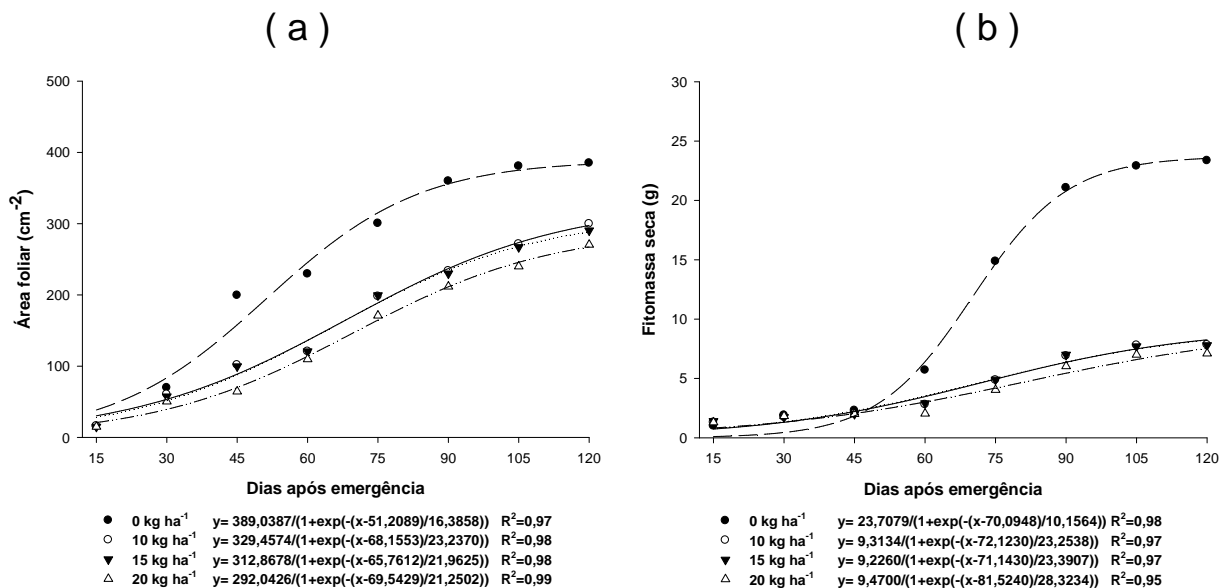 ( a )
( b )
500
400
300
200
100
0
Área foliar (cm-2)
15 30 45 60 75 90 105 120
Dias após emergência
30
25
20
15
10
5
0
Fitomassa seca (g)
15 30 45 60 75 90 105 120
Dias após emergência
0 kg ha-1 y= 389,0387/(1+exp(-(x-51,2089)/16,3858)) R2=0,97
10 kg ha-1 y= 329,4574/(1+exp(-(x-68,1553)/23,2370) R2=0,98
15 kg ha-1 y= 312,8678/(1+exp(-(x-65,7612)/21,9625)) R2=0,98
20 kg ha-1 y= 292,0426/(1+exp(-(x-69,5429)/21,2502)) R2=0,99
0 kg ha-1 y= 23,7079/(1+exp(-(x-70,0948)/10,1564)) R2=0,98
10 kg ha-1 y= 9,3134/(1+exp(-(x-72,1230)/23,2538)) R2=0,97
15 kg ha-1 y= 9,2260/(1+exp(-(x-71,1430)/23,3907)) R2=0,97
20 kg ha-1 y= 9,4700/(1+exp(-(x-81,5240)/28,3234)) R2=0,95